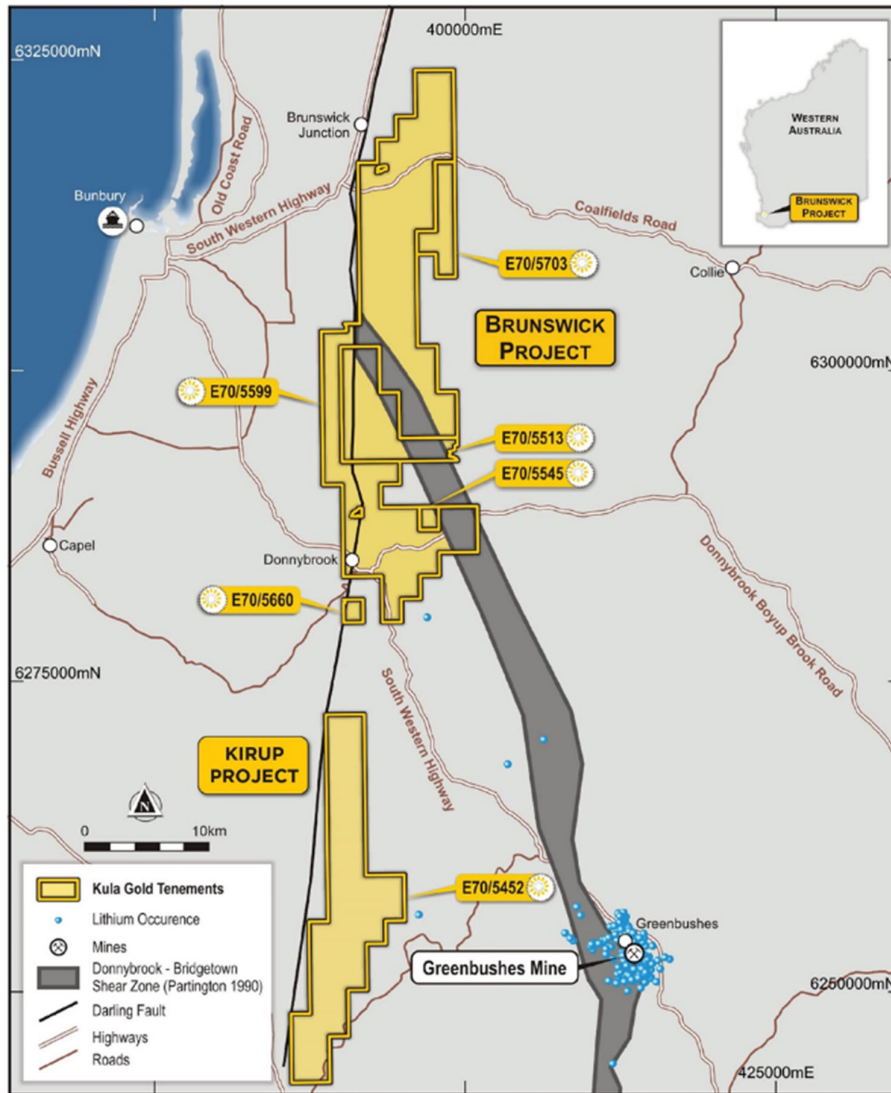 400000mE
6325000mN
Brunswick
Junction
WESTERN
AUSTRALIA
BRUNSWICK
PROJECT
Old Coast Road
Bunbury
South Western Highway
Coalfields Road
Collie
E70/5703
BRUNSWICK
PROJECT
6300000mN
E70/5599
Bussell Highway
E70/5513
E70/5545
Capel
Donnybrook
E70/5660
Donnybrook Boyup Brook Road
6275000mN
South Western Highway
KIRUP
PROJECT
N
0 10km
E70/5452
Kula Gold Tenements
Lithium Occurence
Mines
Donnybrook - Bridgetown
Shear Zone (Partington 1990)
Darling Fault
Highways
Roads
Greenbushes
Greenbushes Mine
6250000mN
425000mE